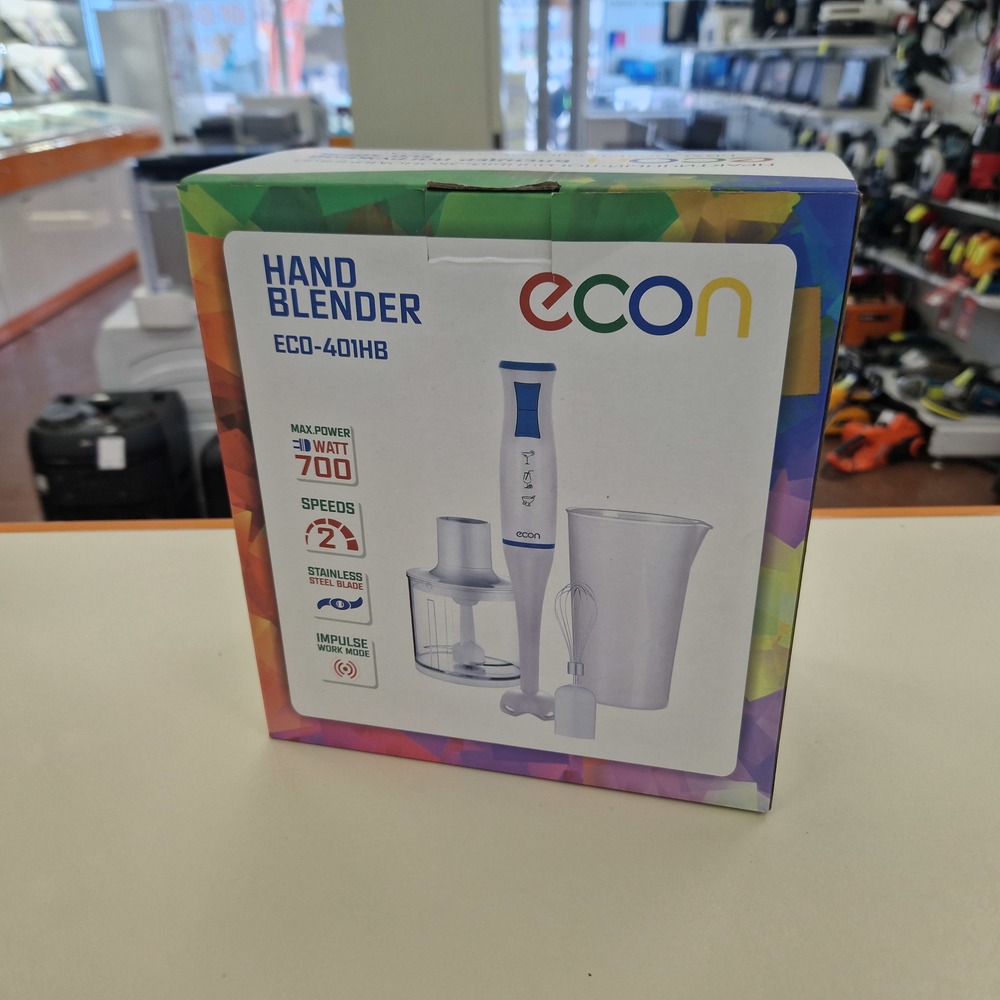 HAND
BLENDER
ECO-401HB
econ
MAX.POWER
WATT
700
SPEEDS
2
STAINLESS
STEEL BLADE
IMPULSE
WORK MODE
econ